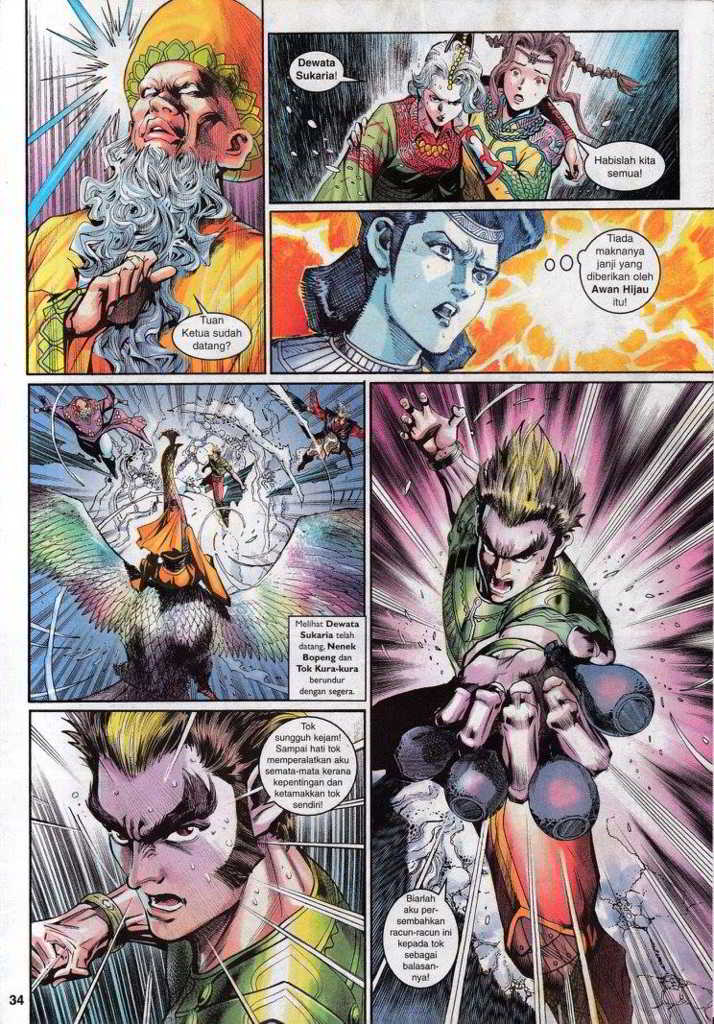 Tuan
Ketua sudah
datang?
Dewata
Sukaria!
Habislah kita
semua!
Tiada
maknanya
janji yang
diberikan oleh
Awan Hijau
itu!
Melihat Dewata
Sukaria telah
datang, Nenek
Bopeng dan
Tok Kura-kura
berundur
dengan segera.
Tok
sungguh kejam!
Sampai hati tok
memperalatkan aku
semata-mata kerana
kepentingan dan
ketamakkan tok
sendiri!
Biarlah
aku per-
sembahkan
racun-racun ini
kepada tok
sebagai
balasan-
nya!
34